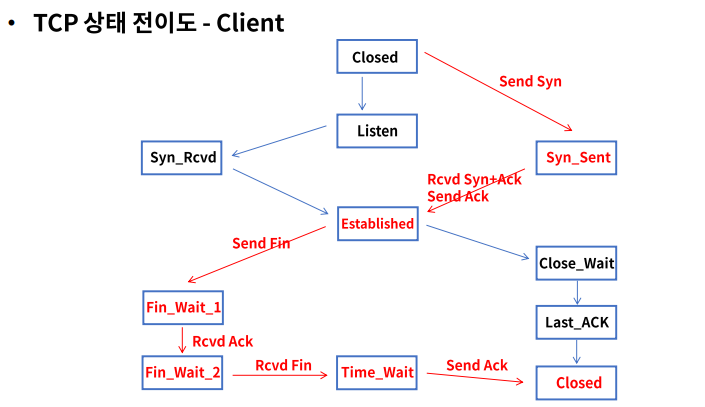 • TCP 상태 전이도 - Client
Closed
Send Syn
Listen
Syn_Rcvd
Syn_Sent
Rcvd Syn+Ack
Send Ack
Established
Send Fin
Close_Wait
Fin_Wait_1
Last_ACK
Rcvd Ack
Fin_Wait_2
Rcvd Fin
Time_Wait
Send Ack
Closed